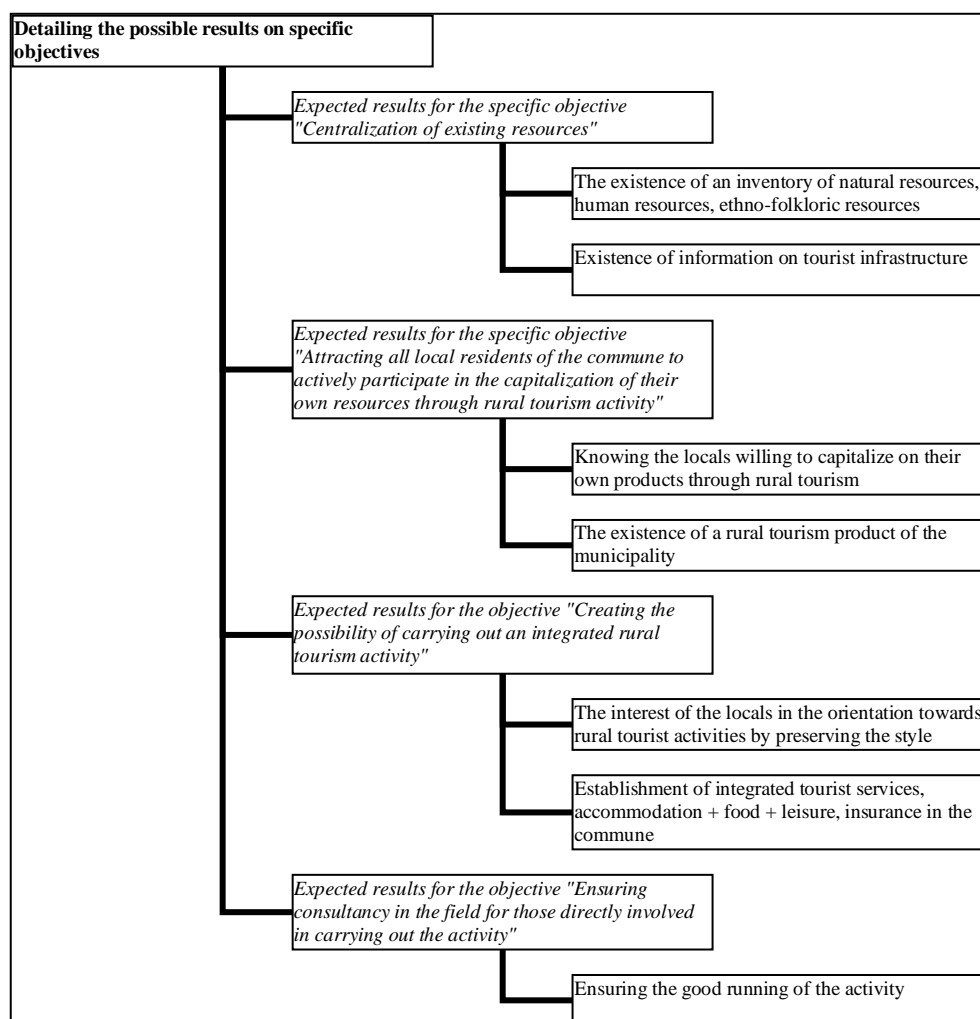 Detailing the possible results on specific
objectives
Expected results for the specific objective
"Centralization of existing resources"
The existence of an inventory of natural resources,
human resources, ethno-folkloric resources
Existence of information on tourist infrastructure
Expected results for the specific objective
"Attracting all local residents of the commune to
actively participate in the capitalization of their
own resources through rural tourism activity"
Knowing the locals willing to capitalize on their
own products through rural tourism
The existence of a rural tourism product of the
municipality
Expected results for the objective "Creating the
possibility of carrying out an integrated rural
tourism activity"
The interest of the locals in the orientation towards
rural tourist activities by preserving the style
Establishment of integrated tourist services,
accommodation + food + leisure, insurance in the
commune
Expected results for the objective "Ensuring
consultancy in the field for those directly involved
in carrying out the activity"
Ensuring the good running of the activity